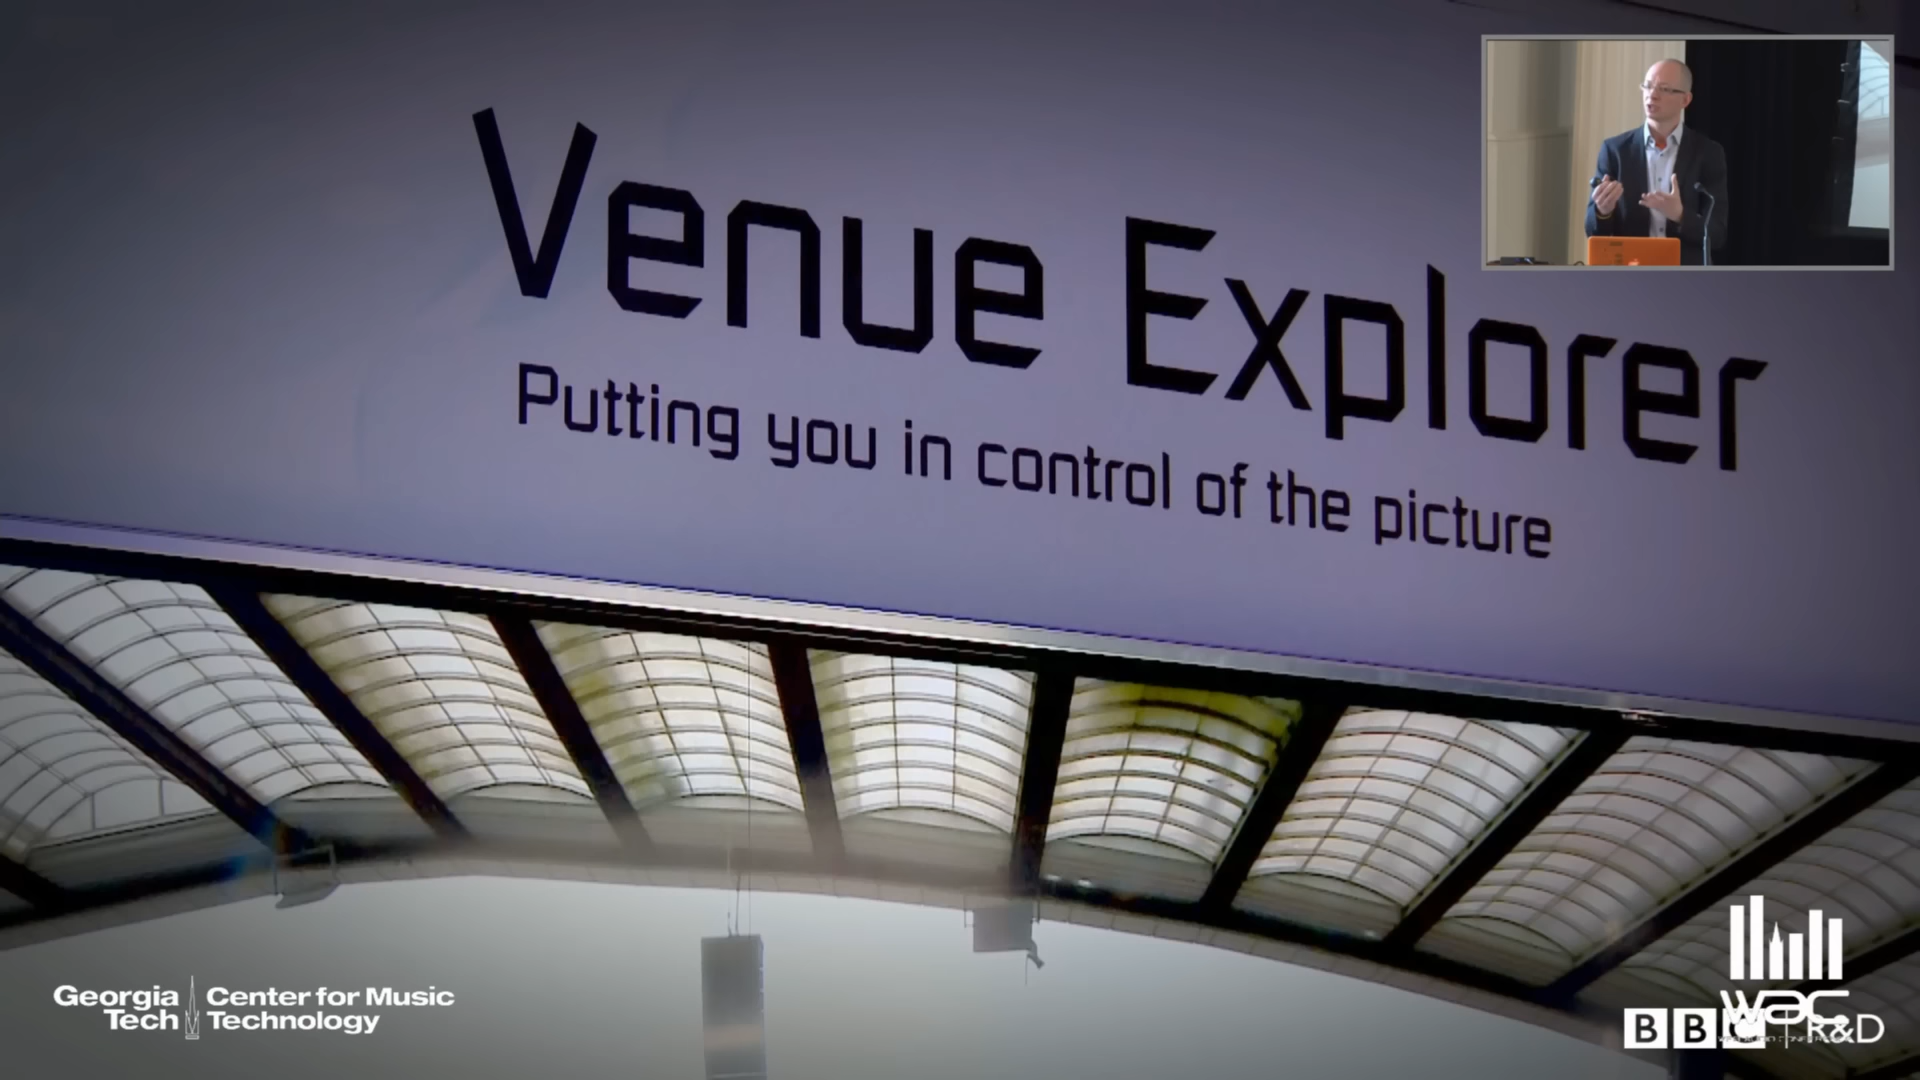 Venue Explorer
Putting you in control of the picture
Georgia Tech
Center for Music Technology
wac
BBC | R&D